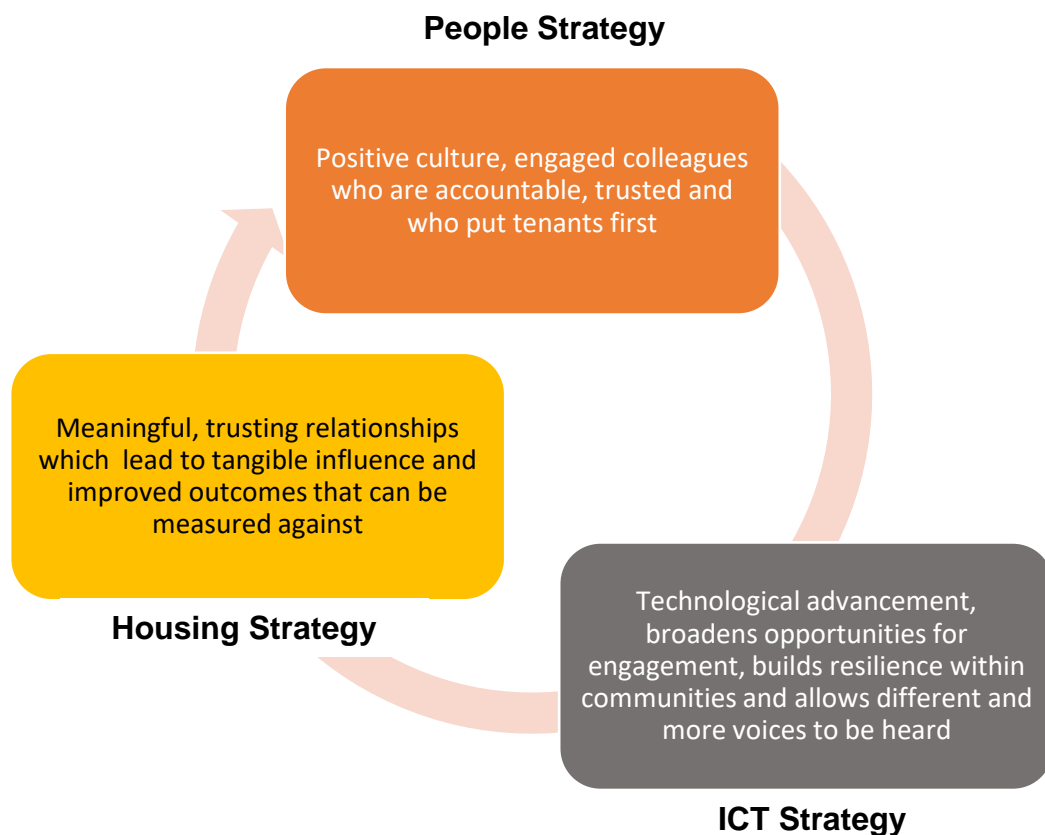 People Strategy
Positive culture, engaged colleagues
who are accountable, trusted and
who put tenants first
Meaningful, trusting relationships
which  lead to tangible influence and
improved outcomes that can be
measured against
Housing Strategy
Technological advancement,
broadens opportunities for
engagement, builds resilience within
communities and allows different and
more voices to be heard
ICT Strategy